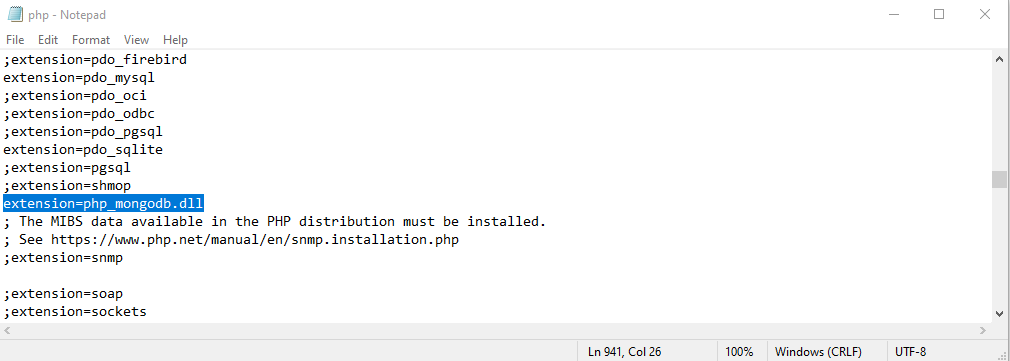 php - Notepad
File Edit Format View Help
;extension=pdo_firebird
extension=pdo_mysql
;extension=pdo_oci
;extension=pdo_odbc
;extension=pdo_pgsql
extension=pdo_sqlite
;extension=pgsql
;extension=shmop
extension=php_mongodb.dll
; The MIBS data available in the PHP distribution must be installed.
; See https://www.php.net/manual/en/snmp.installation.php
;extension=snmp
;extension=soap
;extension=sockets
Ln 941, Col 26 100% Windows (CRLF) UTF-8